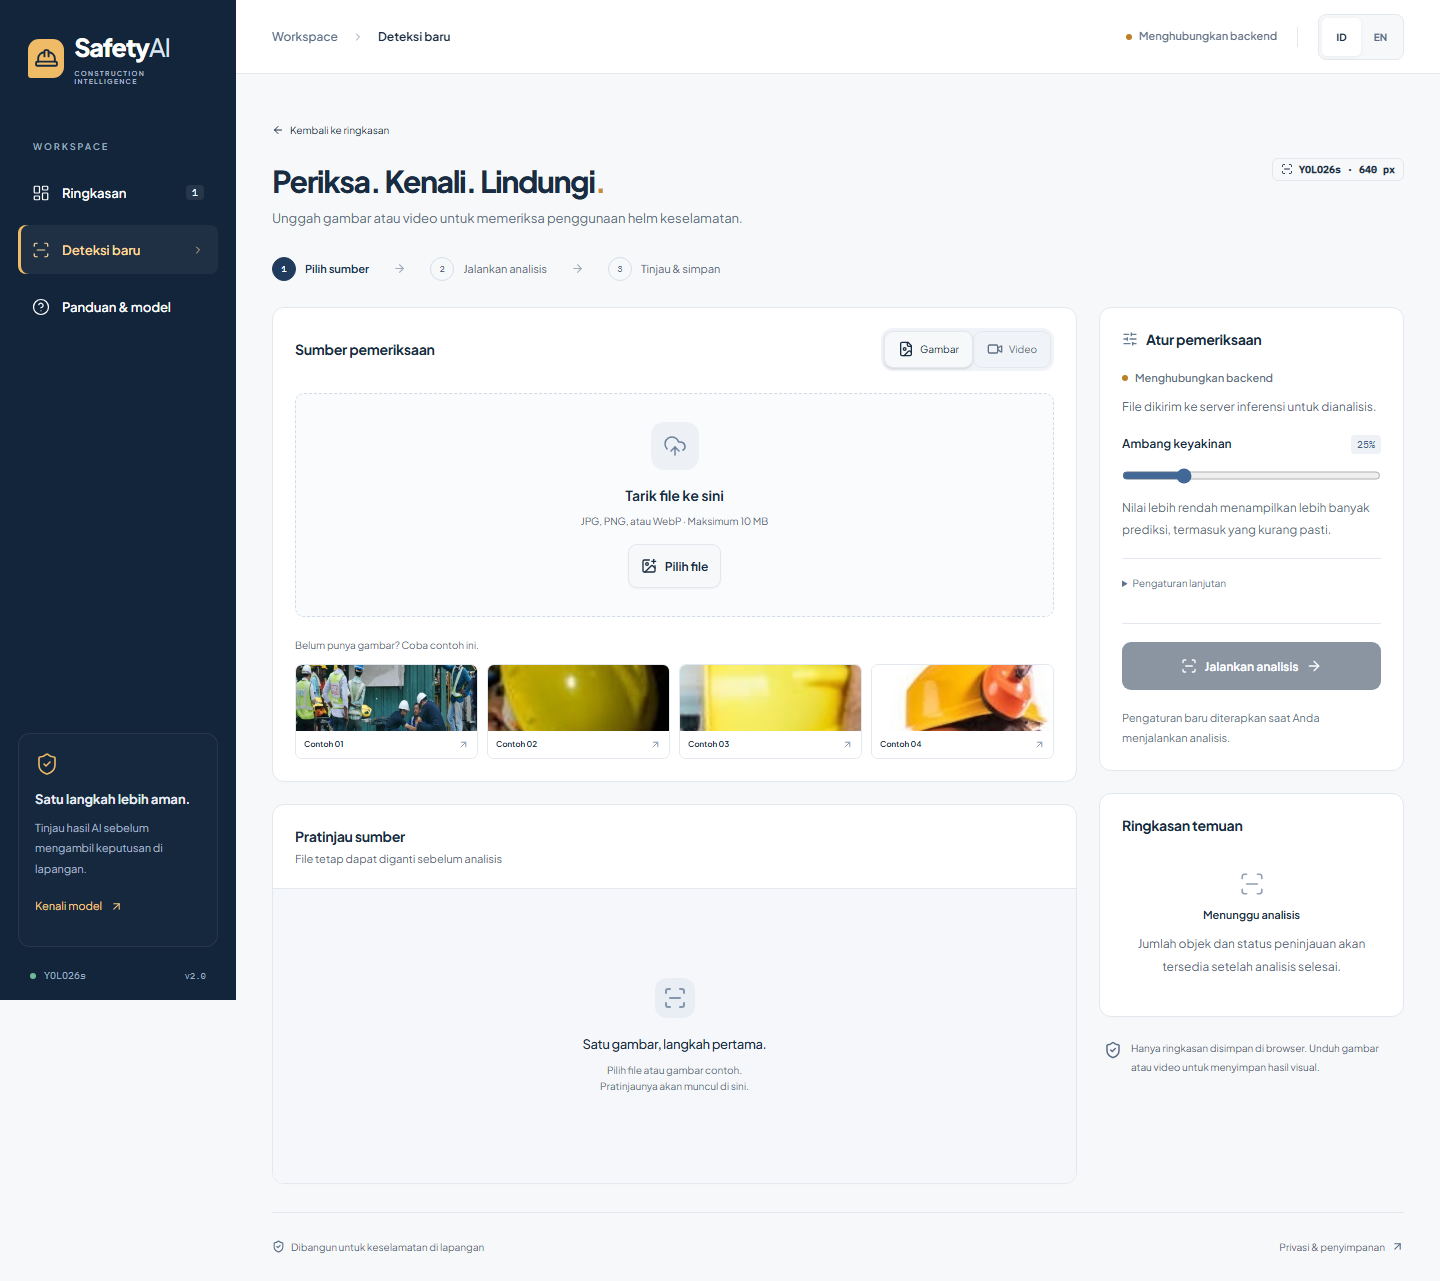 SafetyAI
CONSTRUCTION
INTELLIGENCE
WORKSPACE
Ringkasan 1
Deteksi baru
Panduan & model
Satu langkah lebih aman.
Tinjau hasil AI sebelum
mengambil keputusan di
lapangan.
Kenali model
YOLO26s v2.0
Workspace Deteksi baru
Menghubungkan backend
ID EN
Kembali ke ringkasan
Periksa. Kenali. Lindungi.
YOLO26s · 640 px
Unggah gambar atau video untuk memeriksa penggunaan helm keselamatan.
1 Pilih sumber 2 Jalankan analisis 3 Tinjau & simpan
Sumber pemeriksaan
Gambar Video
Tarik file ke sini
JPG, PNG, atau WebP · Maksimum 10 MB
Pilih file
Belum punya gambar? Coba contoh ini.
Contoh 01 Contoh 02 Contoh 03 Contoh 04
Pratinjau sumber
File tetap dapat diganti sebelum analisis
Satu gambar, langkah pertama.
Pilih file atau gambar contoh.
Pratinjaunya akan muncul di sini.
Atur pemeriksaan
Menghubungkan backend
File dikirim ke server inferensi untuk dianalisis.
Ambang keyakinan 25%
Nilai lebih rendah menampilkan lebih banyak
prediksi, termasuk yang kurang pasti.
Pengaturan lanjutan
Jalankan analisis
Pengaturan baru diterapkan saat Anda
menjalankan analisis.
Ringkasan temuan
Menunggu analisis
Jumlah objek dan status peninjauan akan
tersedia setelah analisis selesai.
Hanya ringkasan disimpan di browser. Unduh gambar
atau video untuk menyimpan hasil visual.
Dibangun untuk keselamatan di lapangan
Privasi & penyimpanan